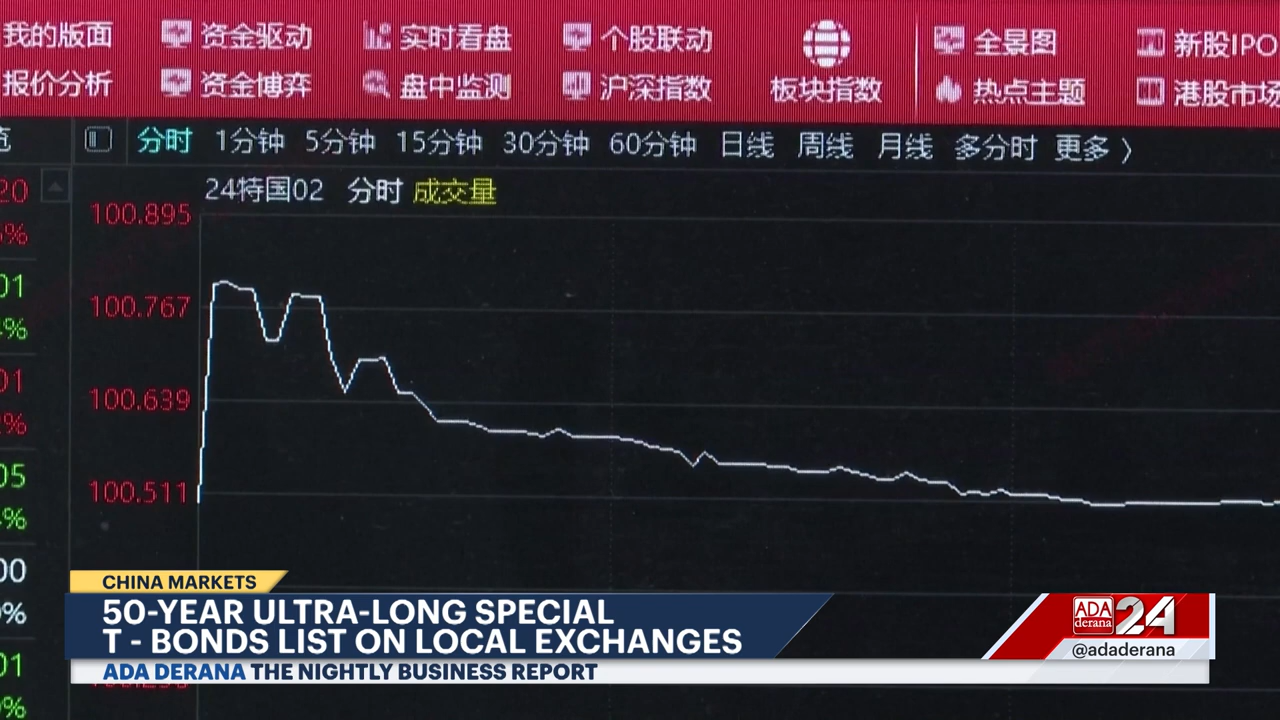 我的版面 资金驱动 实时看盘 个股联动 全景图 新股IPO
报价分析 资金博弈 盘中监测 沪深指数 板块指数 热点主题 港股市场
分时 1分钟 5分钟 15分钟 30分钟 60分钟 日线 周线 月线 多分时 更多 〉
24特国02 分时 成交量
20
100.895
%
01
100.767
%
01
100.639
%
05
100.511
%
00
%
01
%
CHINA MARKETS
50-YEAR ULTRA-LONG SPECIAL
T - BONDS LIST ON LOCAL EXCHANGES
ADA DERANA THE NIGHTLY BUSINESS REPORT
ADA
derana
24
@adaderana